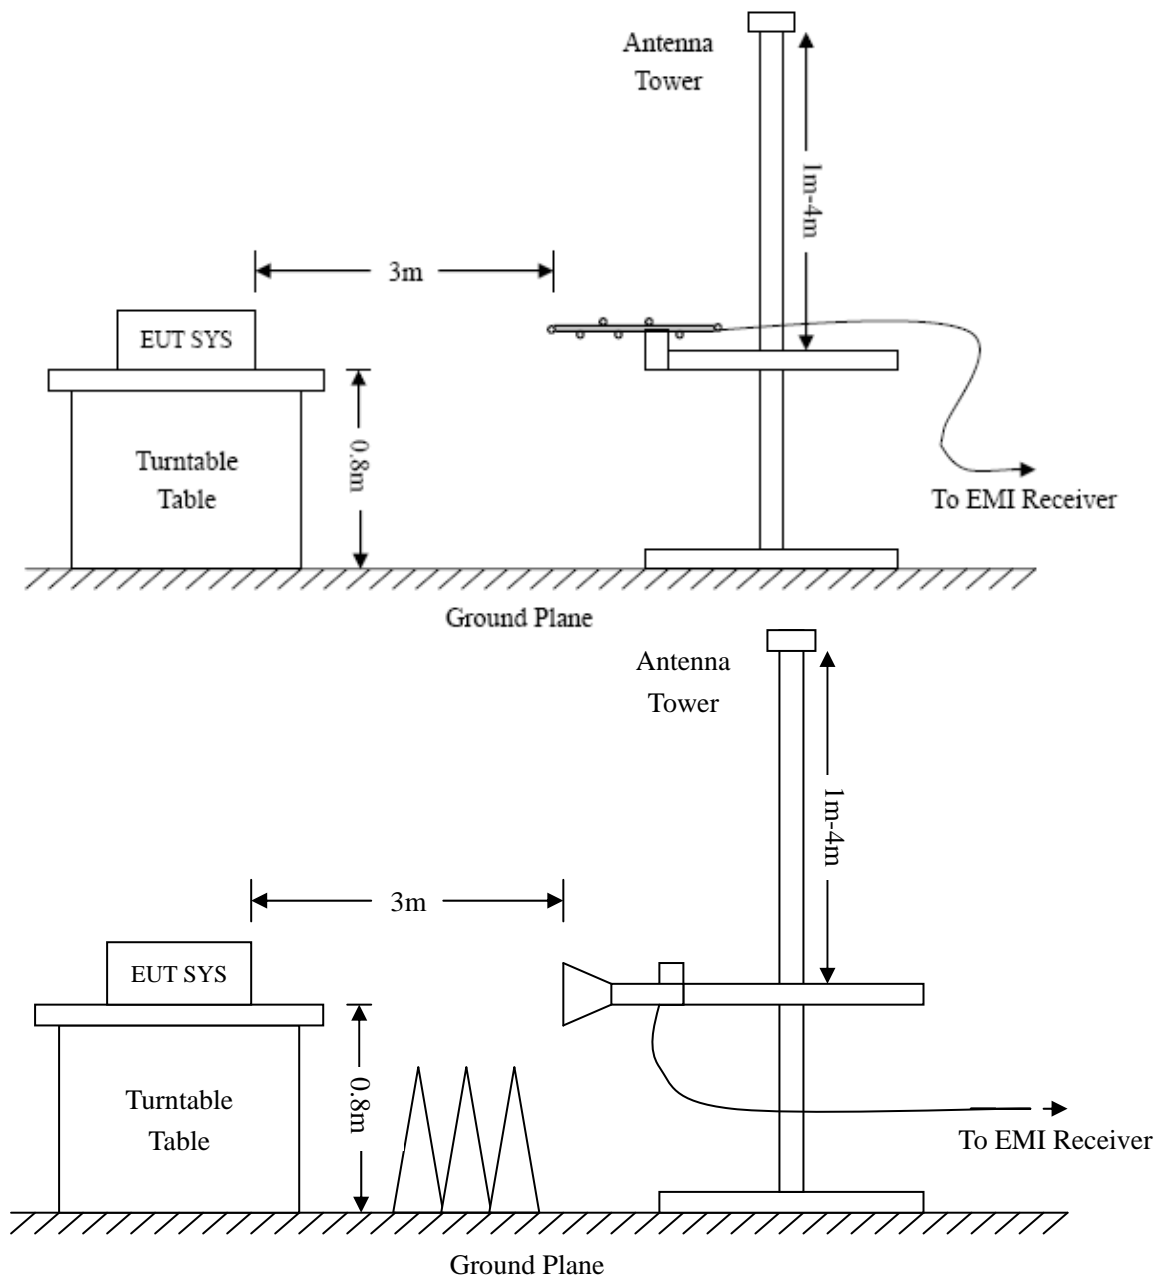 Antenna
Tower
1m-4m
3m
EUT SYS
Turntable
Table
0.8m
To EMI Receiver
Ground Plane
Antenna
Tower
1m-4m
3m
EUT SYS
Turntable
Table
0.8m
To EMI Receiver
Ground Plane